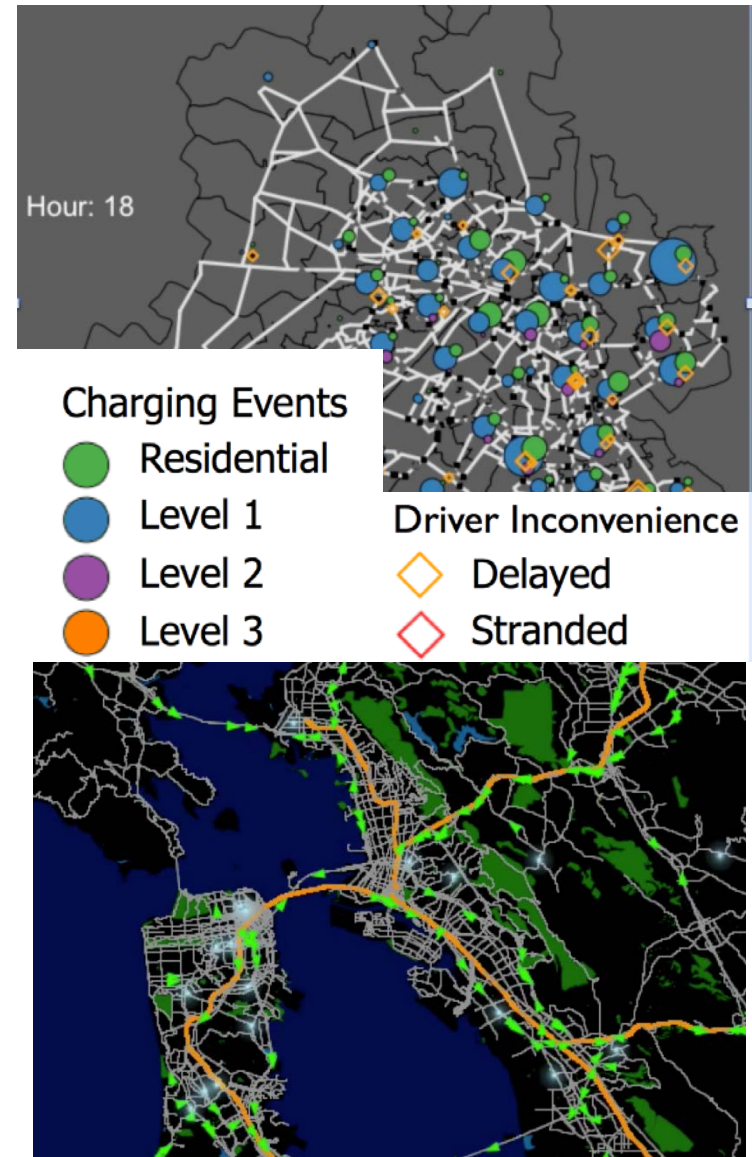 Hour: 18
Charging Events
Residential
Level 1
Level 2
Level 3
Driver Inconvenience
Delayed
Stranded